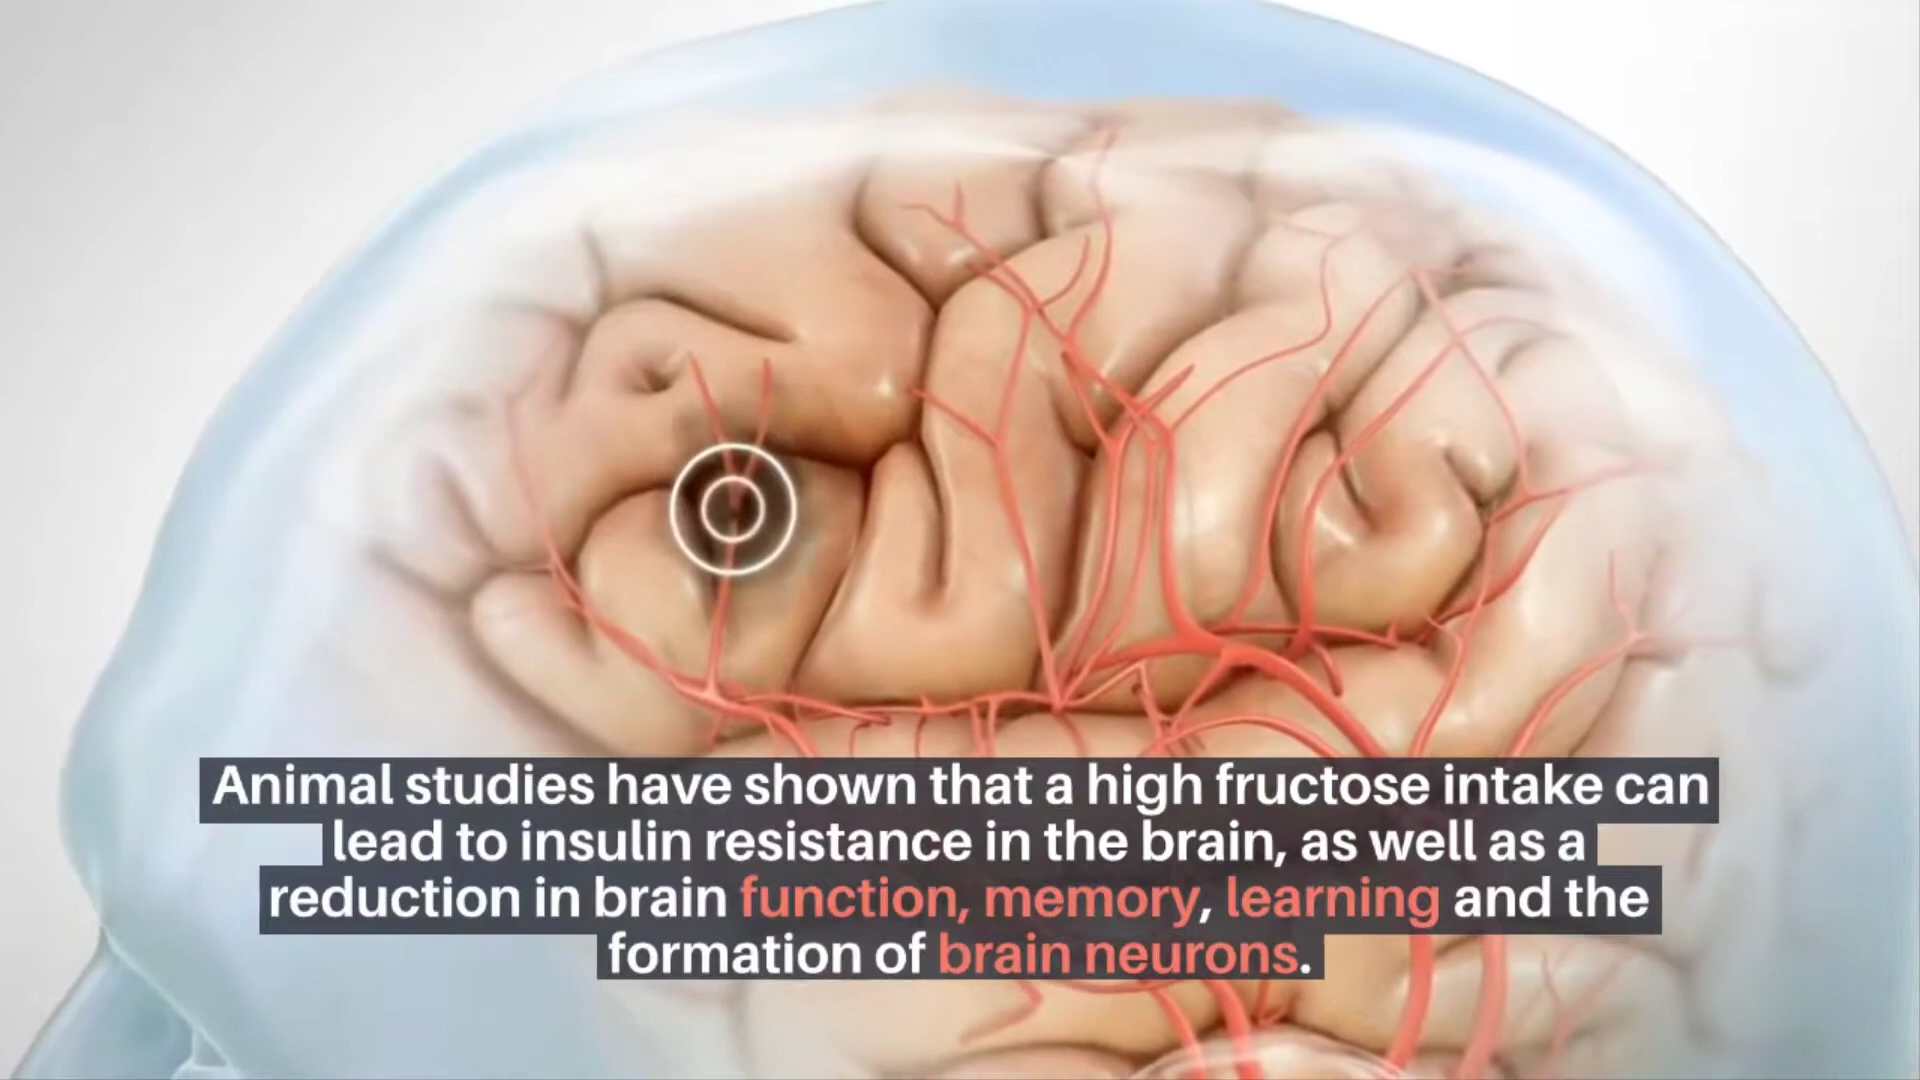 Animal studies have shown that a high fructose intake can
lead to insulin resistance in the brain, as well as a
reduction in brain function, memory, learning and the
formation of brain neurons.